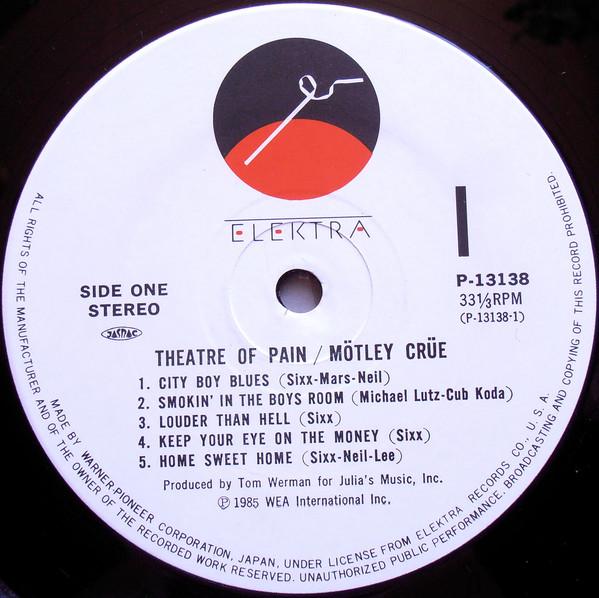 ELEKTRA
SIDE ONE
STEREO
JASRAC
P-13138
33⅓RPM
(P-13138-1)
THEATRE OF PAIN / MÖTLEY CRÜE
1. CITY BOY BLUES (Sixx-Mars-Neil)
2. SMOKIN' IN THE BOYS ROOM (Michael Lutz-Cub Koda)
3. LOUDER THAN HELL (Sixx)
4. KEEP YOUR EYE ON THE MONEY (Sixx)
5. HOME SWEET HOME (Sixx-Neil-Lee)
Produced by Tom Werman for Julia's Music, Inc.
Ⓟ 1985 WEA International Inc.
MADE BY WARNER-PIONEER CORPORATION, JAPAN, UNDER LICENSE FROM ELEKTRA RECORDS CO., U.S.A.
ALL RIGHTS OF THE MANUFACTURER AND OF THE OWNER OF THE RECORDED WORK RESERVED. UNAUTHORIZED PUBLIC PERFORMANCE, BROADCASTING AND COPYING OF THIS RECORD PROHIBITED.